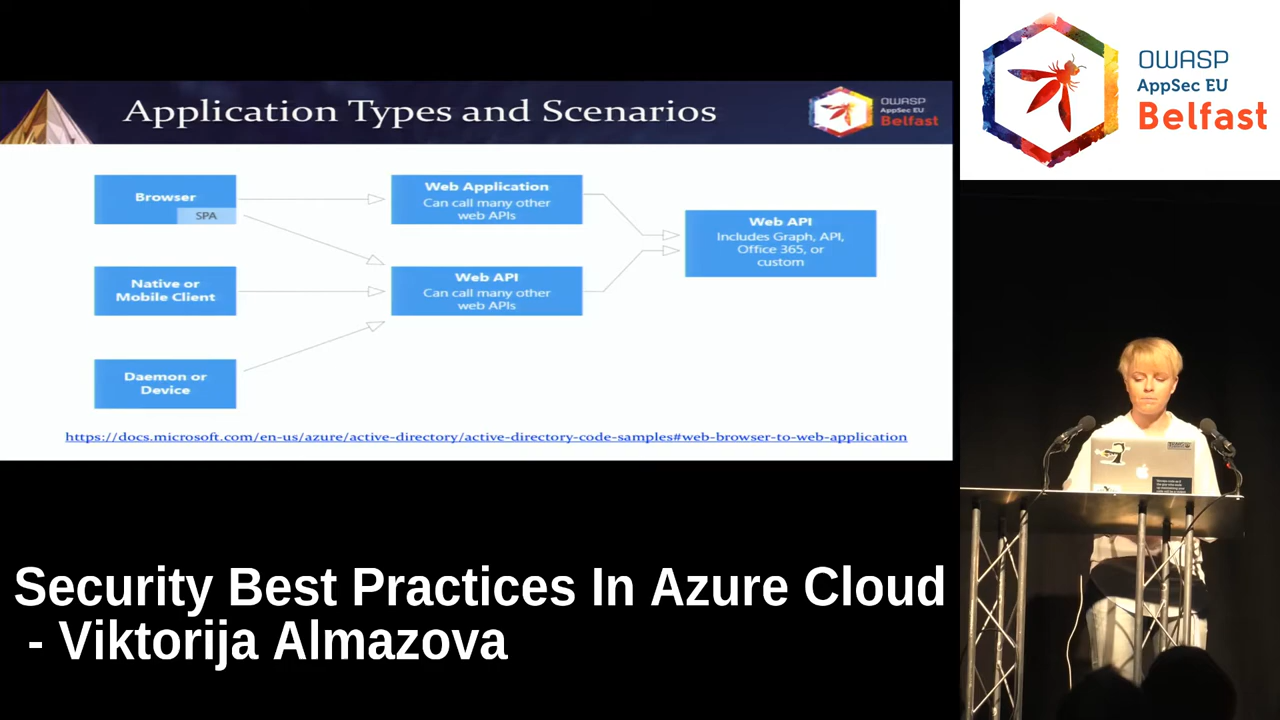 Application Types and Scenarios
OWASP
AppSec EU
Belfast
Browser
SPA
Web Application
Can call many other
web APIs
Native or
Mobile Client
Web API
Can call many other
web APIs
Web API
Includes Graph, API,
Office 365, or
custom
Daemon or
Device
https://docs.microsoft.com/en-us/azure/active-directory/active-directory-code-samples#web-browser-to-web-application
OWASP
AppSec EU
Belfast
Security Best Practices In Azure Cloud
- Viktorija Almazova